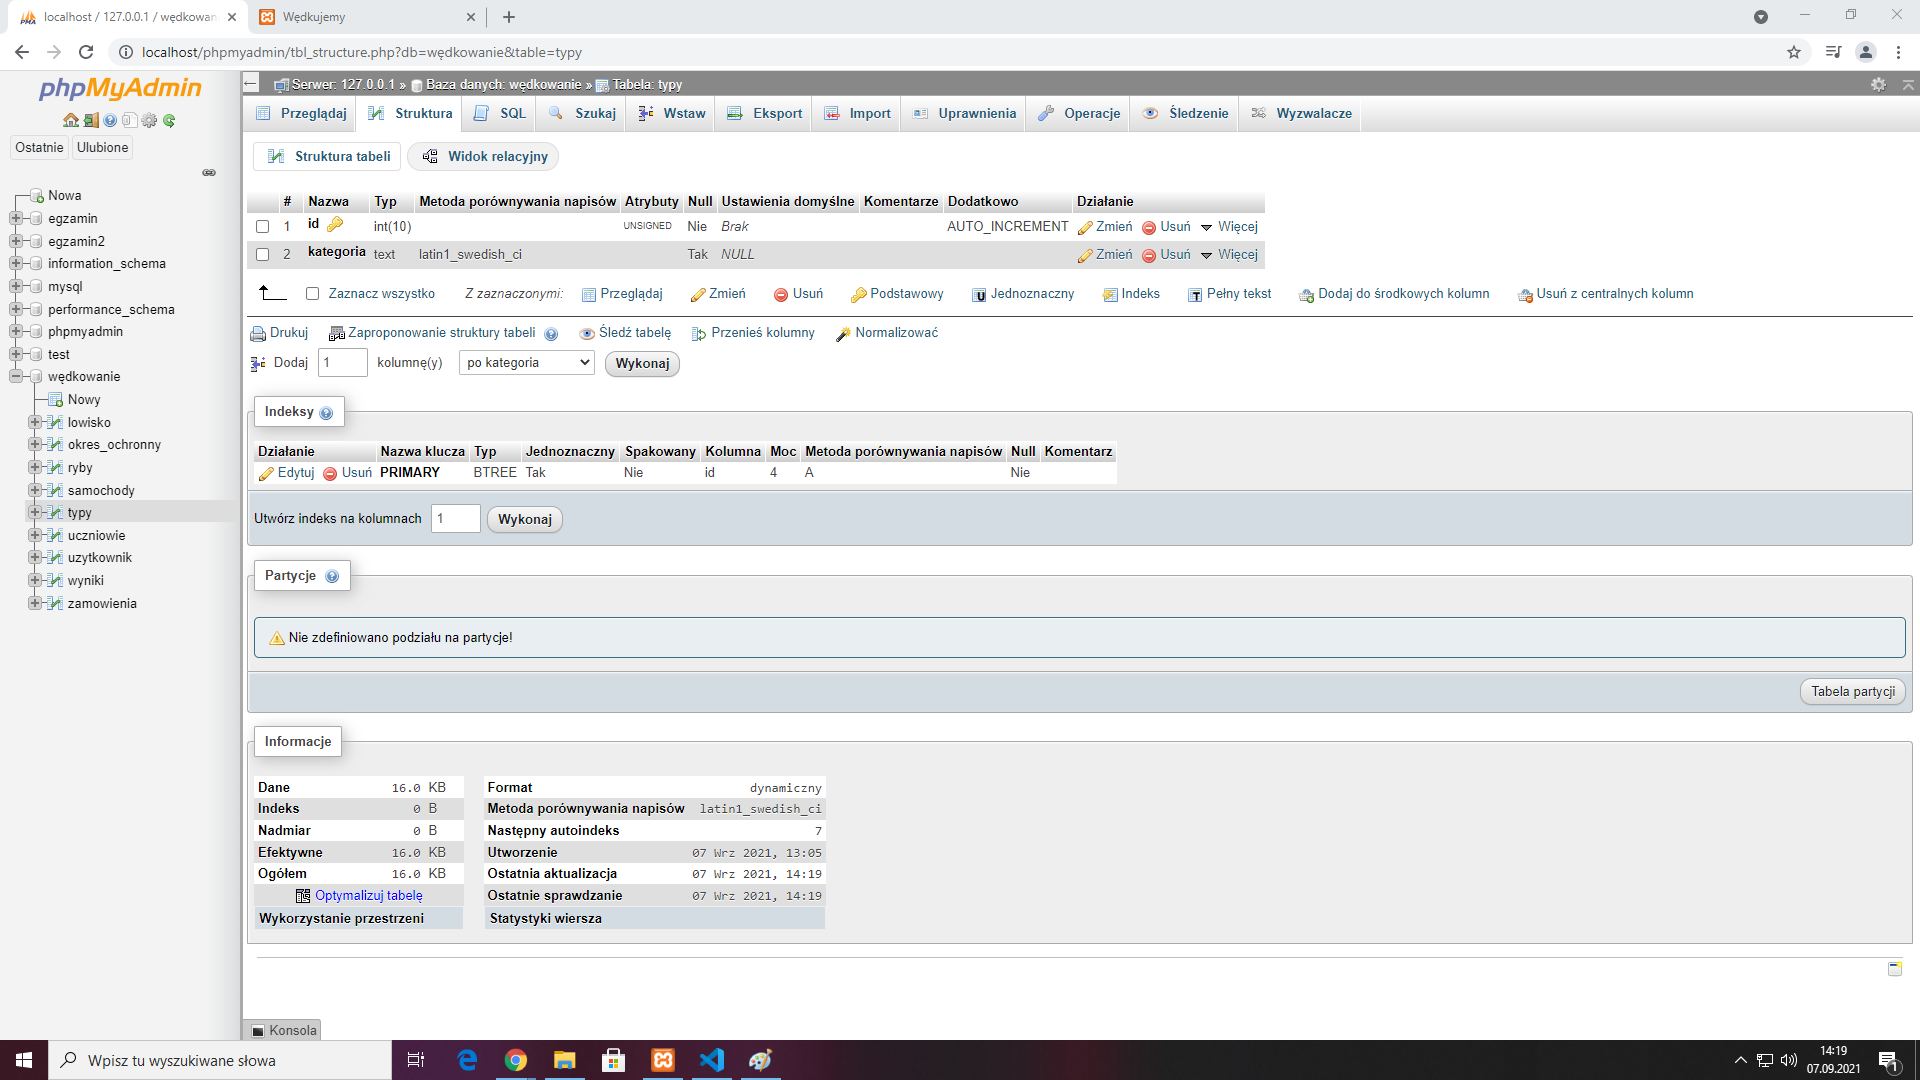 localhost / 127.0.0.1 / wędkowan
Wędkujemy
localhost/phpmyadmin/tbl_structure.php?db=wędkowanie&table=typy
phpMyAdmin
Ostatnie Ulubione
Nowa
egzamin
egzamin2
information_schema
mysql
performance_schema
phpmyadmin
test
wędkowanie
Nowy
lowisko
okres_ochronny
ryby
samochody
typy
uczniowie
uzytkownik
wyniki
zamowienia
Serwer: 127.0.0.1 » Baza danych: wędkowanie » Tabela: typy
Przeglądaj Struktura SQL Szukaj Wstaw Eksport Import Uprawnienia Operacje Śledzenie Wyzwalacze
Struktura tabeli Widok relacyjny
# Nazwa Typ Metoda porównywania napisów Atrybuty Null Ustawienia domyślne Komentarze Dodatkowo Działanie
1 id int(10) UNSIGNED Nie Brak AUTO_INCREMENT Zmień Usuń Więcej
2 kategoria text latin1_swedish_ci Tak NULL Zmień Usuń Więcej
Zaznacz wszystko Z zaznaczonymi: Przeglądaj Zmień Usuń Podstawowy Jednoznaczny Indeks Pełny tekst Dodaj do środkowych kolumn Usuń z centralnych kolumn
Drukuj Zaproponowanie struktury tabeli Śledź tabelę Przenieś kolumny Normalizować
Dodaj 1 kolumnę(y) po kategoria Wykonaj
Indeksy
Działanie Nazwa klucza Typ Jednoznaczny Spakowany Kolumna Moc Metoda porównywania napisów Null Komentarz
Edytuj Usuń PRIMARY BTREE Tak Nie id 4 A Nie
Utwórz indeks na kolumnach 1 Wykonaj
Partycje
Nie zdefiniowano podziału na partycje!
Tabela partycji
Informacje
Dane 16.0 KB
Indeks 0 B
Nadmiar 0 B
Efektywne 16.0 KB
Ogółem 16.0 KB
Optymalizuj tabelę
Wykorzystanie przestrzeni
Format dynamiczny
Metoda porównywania napisów latin1_swedish_ci
Następny autoindeks 7
Utworzenie 07 Wrz 2021, 13:05
Ostatnia aktualizacja 07 Wrz 2021, 14:19
Ostatnie sprawdzanie 07 Wrz 2021, 14:19
Statystyki wiersza
Konsola
Wpisz tu wyszukiwane słowa
14:19
07.09.2021
1